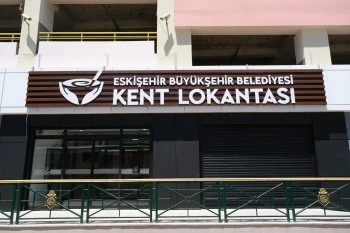 ESKİŞEHİR BÜYÜKŞEHİR BELEDİYESİ
KENT LOKANTASI